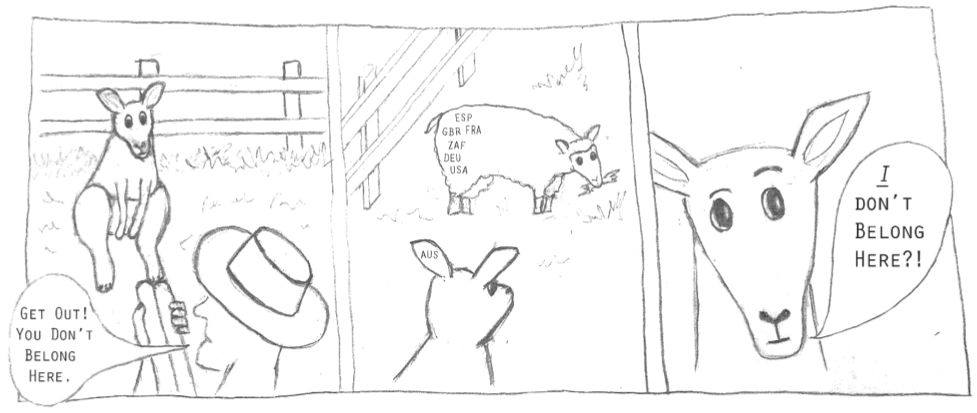 GET OUT!
YOU DON'T
BELONG
HERE.
ESP
GBR FRA
ZAF
DEU
USA
AUS
I
DON'T
BELONG
HERE?!